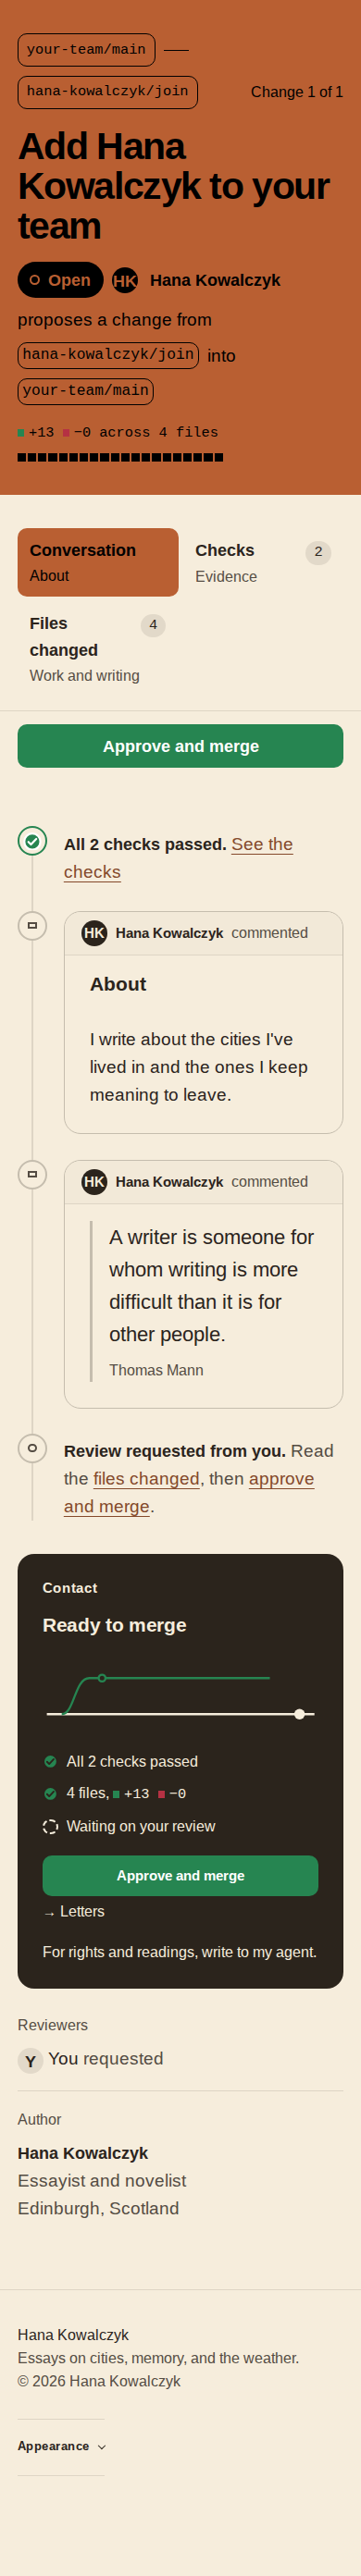 your-team/main
hana-kowalczyk/join
Change 1 of 1
Add Hana
Kowalczyk to your
team
Open HK Hana Kowalczyk
proposes a change from
hana-kowalczyk/join into
your-team/main
+13 −0 across 4 files
Conversation
About
Checks 2
Evidence
Files
changed 4
Work and writing
Approve and merge
All 2 checks passed. See the
checks
HK Hana Kowalczyk commented
About
I write about the cities I've
lived in and the ones I keep
meaning to leave.
HK Hana Kowalczyk commented
A writer is someone for
whom writing is more
difficult than it is for
other people.
Thomas Mann
Review requested from you. Read
the files changed, then approve
and merge.
Contact
Ready to merge
All 2 checks passed
4 files, +13 −0
Waiting on your review
Approve and merge
→ Letters
For rights and readings, write to my agent.
Reviewers
Y You requested
Author
Hana Kowalczyk
Essayist and novelist
Edinburgh, Scotland
Hana Kowalczyk
Essays on cities, memory, and the weather.
© 2026 Hana Kowalczyk
Appearance